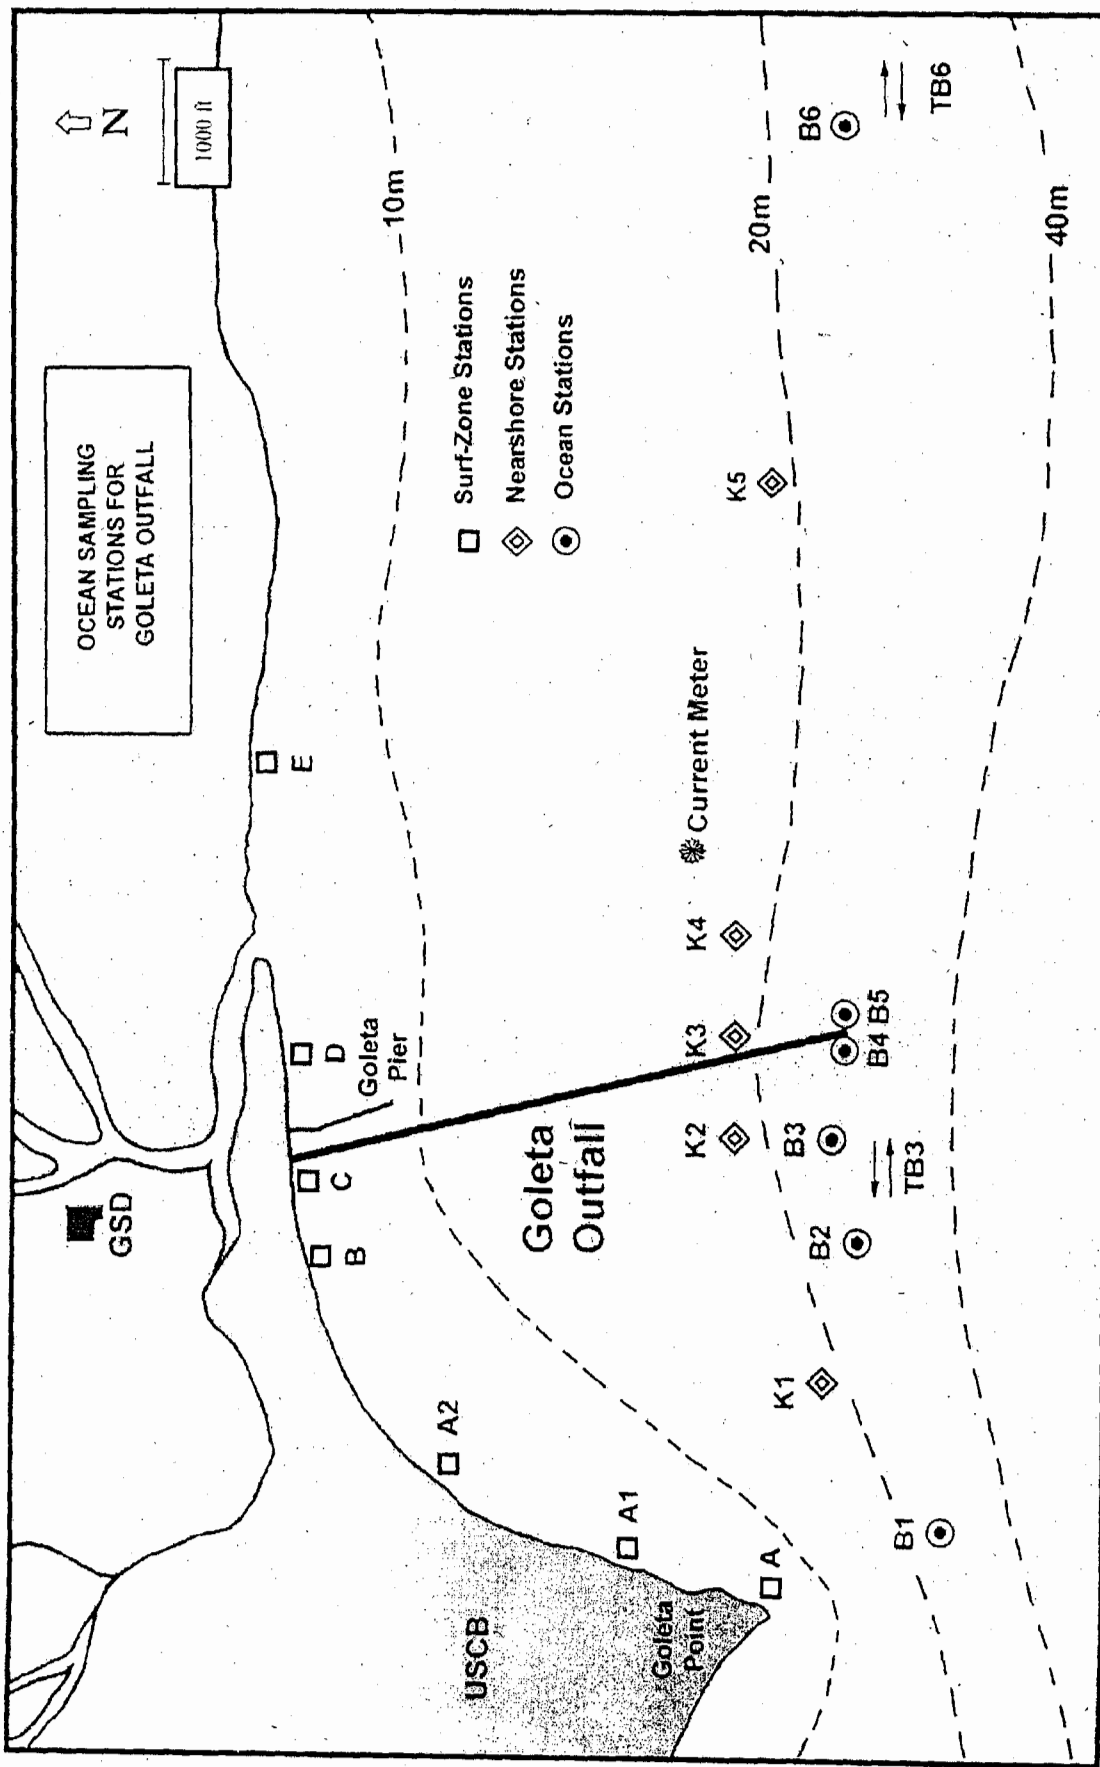 OCEAN SAMPLING
STATIONS FOR
GOLETA OUTFALL
N
1000 ft
GSD
USCB
Goleta
Point
A
A1
A2
B
C
D
E
Goleta
Pier
10m
Surf-Zone Stations
Nearshore Stations
Ocean Stations
Goleta
Outfall
Current Meter
K1
K2
K3
K4
K5
20m
B1
B2
B3
B4
B5
B6
TB3
TB6
40m